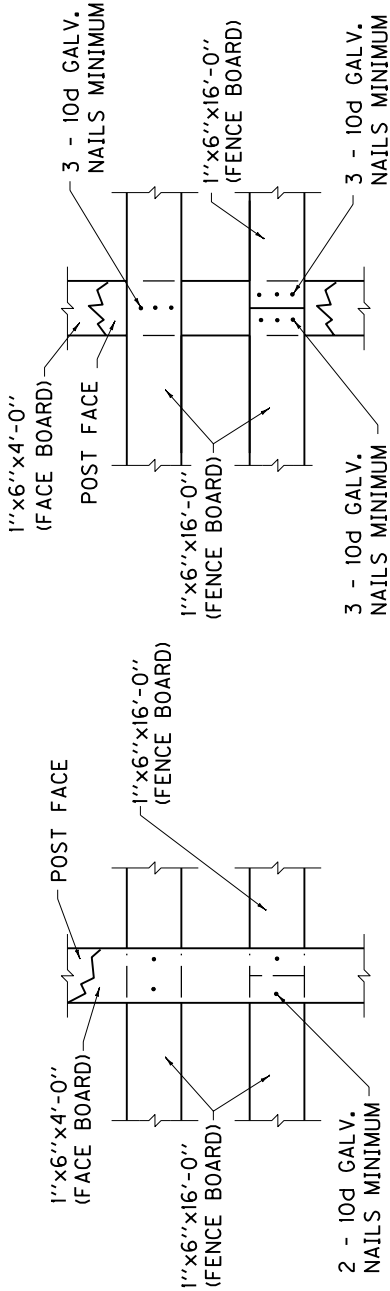 1''x6''x4'-0''
(FACE BOARD)
POST FACE
1''x6''x16'-0''
(FENCE BOARD)
1''x6''x16'-0''
(FENCE BOARD)
2 - 10d GALV.
NAILS MINIMUM
1''x6''x4'-0''
(FACE BOARD)
POST FACE
3 - 10d GALV.
NAILS MINIMUM
1''x6''x16'-0''
(FENCE BOARD)
1''x6''x16'-0''
(FENCE BOARD)
3 - 10d GALV.
NAILS MINIMUM
3 - 10d GALV.
NAILS MINIMUM